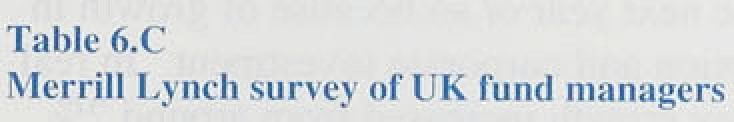 Table 6.C
Merrill Lynch survey of UK fund managers